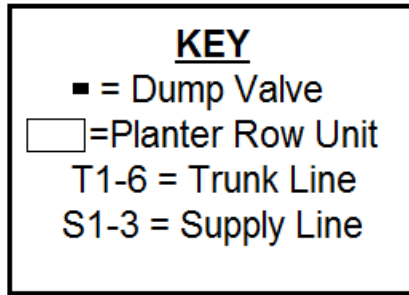 KEY
= Dump Valve
=Planter Row Unit
T1-6 = Trunk Line
S1-3 = Supply Line